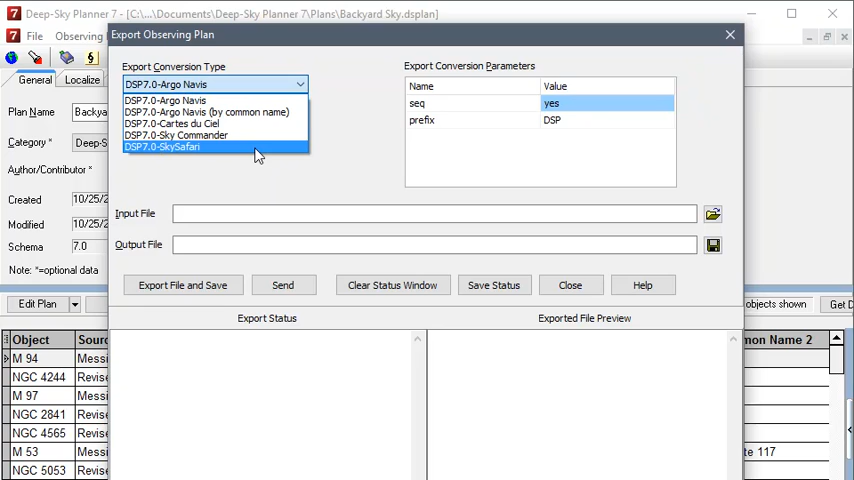 7 Deep-Sky Planner 7 - [C:\...\Documents\Deep-Sky Planner 7\Plans\Backyard Sky.dsplan]
7 File Observing
Export Observing Plan
General Localize
Plan Name Backya
Category * Deep-S
Author/Contributor *
Created 10/25/2
Modified 10/25/2
Schema 7.0
Note: *=optional data
Edit Plan
objects shown
Get D
Export Conversion Type
DSP7.0-Argo Navis
DSP7.0-Argo Navis
DSP7.0-Argo Navis (by common name)
DSP7.0-Cartes du Ciel
DSP7.0-Sky Commander
DSP7.0-SkySafari
Export Conversion Parameters
Name Value
seq yes
prefix DSP
Input File
Output File
Export File and Save Send Clear Status Window Save Status Close Help
Export Status Exported File Preview
Object Sourc mon Name 2
M 94 Messi
NGC 4244 Revise
M 97 Messi
NGC 2841 Revise
NGC 4565 Revise
M 53 Messi te 117
NGC 5053 Revise